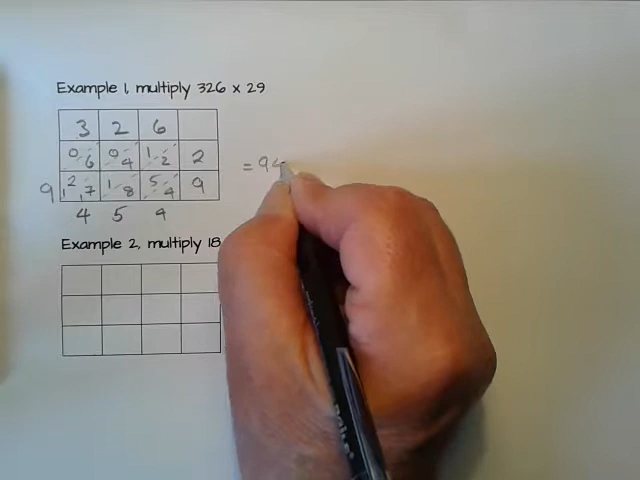 Example 1, multiply 326 x 29
3 2 6
0 6 0 4 1 2 2
= 94
9 1 2 1 7 1 8 5 4 9
4 5 4
Example 2, multiply 18